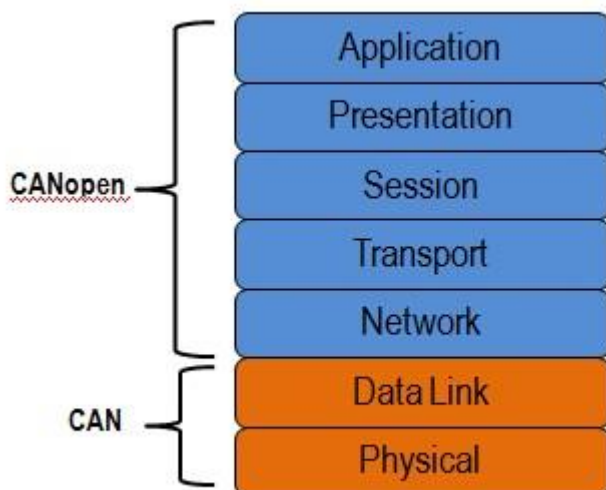 Application
Presentation
CANopen
Session
Transport
Network
Data Link
CAN
Physical